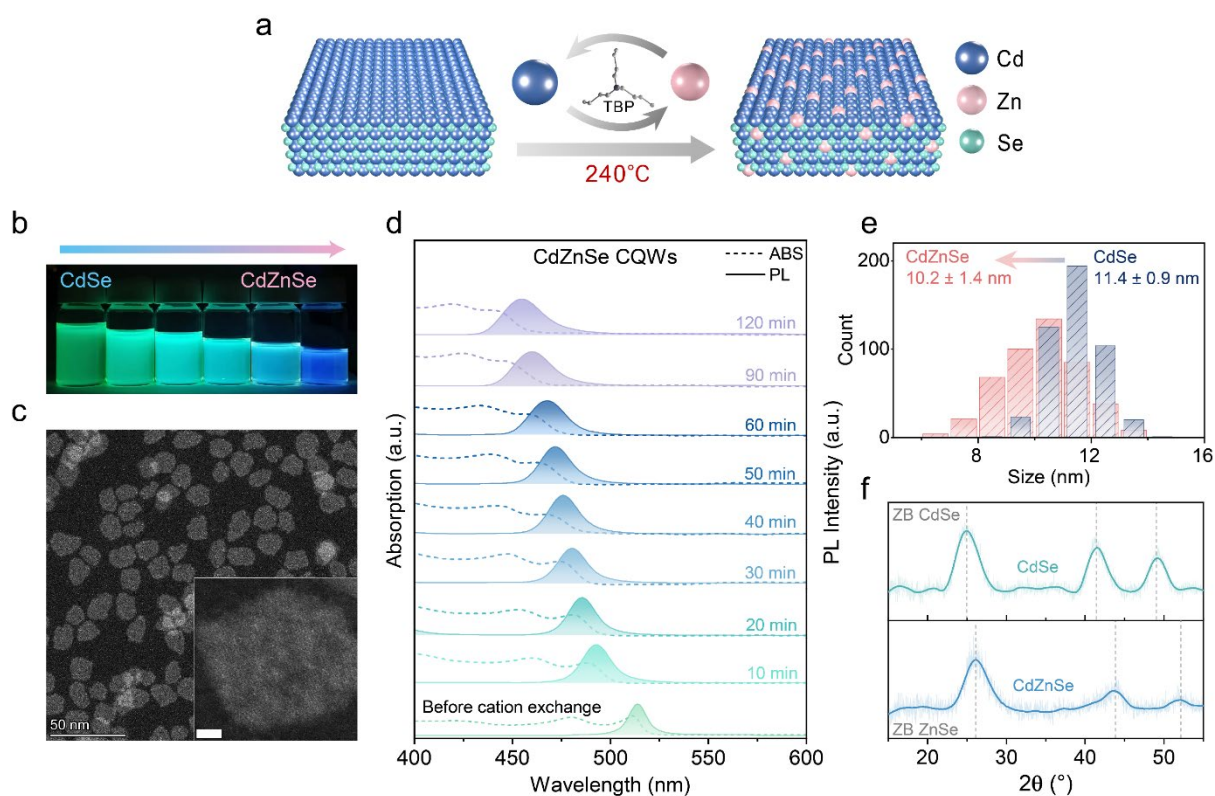 a
TBP
240°C
Cd
Zn
Se
b
CdSe
CdZnSe
c
50 nm
d
CdZnSe CQWs
ABS
PL
120 min
90 min
60 min
50 min
40 min
30 min
20 min
10 min
Before cation exchange
Absorption (a.u.)
PL Intensity (a.u.)
400
450
500
550
600
Wavelength (nm)
e
CdZnSe
10.2 ± 1.4 nm
CdSe
11.4 ± 0.9 nm
200
100
0
Count
8
12
16
Size (nm)
f
ZB CdSe
CdSe
CdZnSe
ZB ZnSe
20
30
40
50
2θ (°)